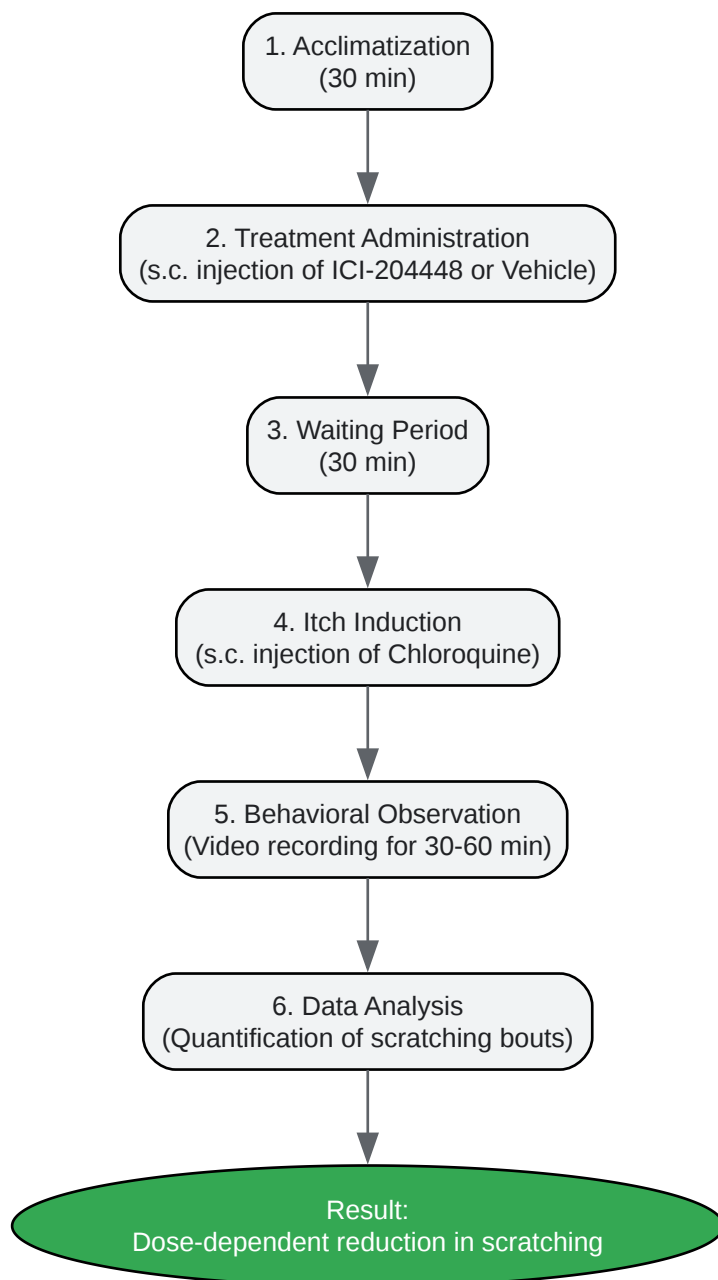 1. Acclimatization
(30 min)
2. Treatment Administration
(s.c. injection of ICI-204448 or Vehicle)
3. Waiting Period
(30 min)
4. Itch Induction
(s.c. injection of Chloroquine)
5. Behavioral Observation
(Video recording for 30-60 min)
6. Data Analysis
(Quantification of scratching bouts)
Result:
Dose-dependent reduction in scratching